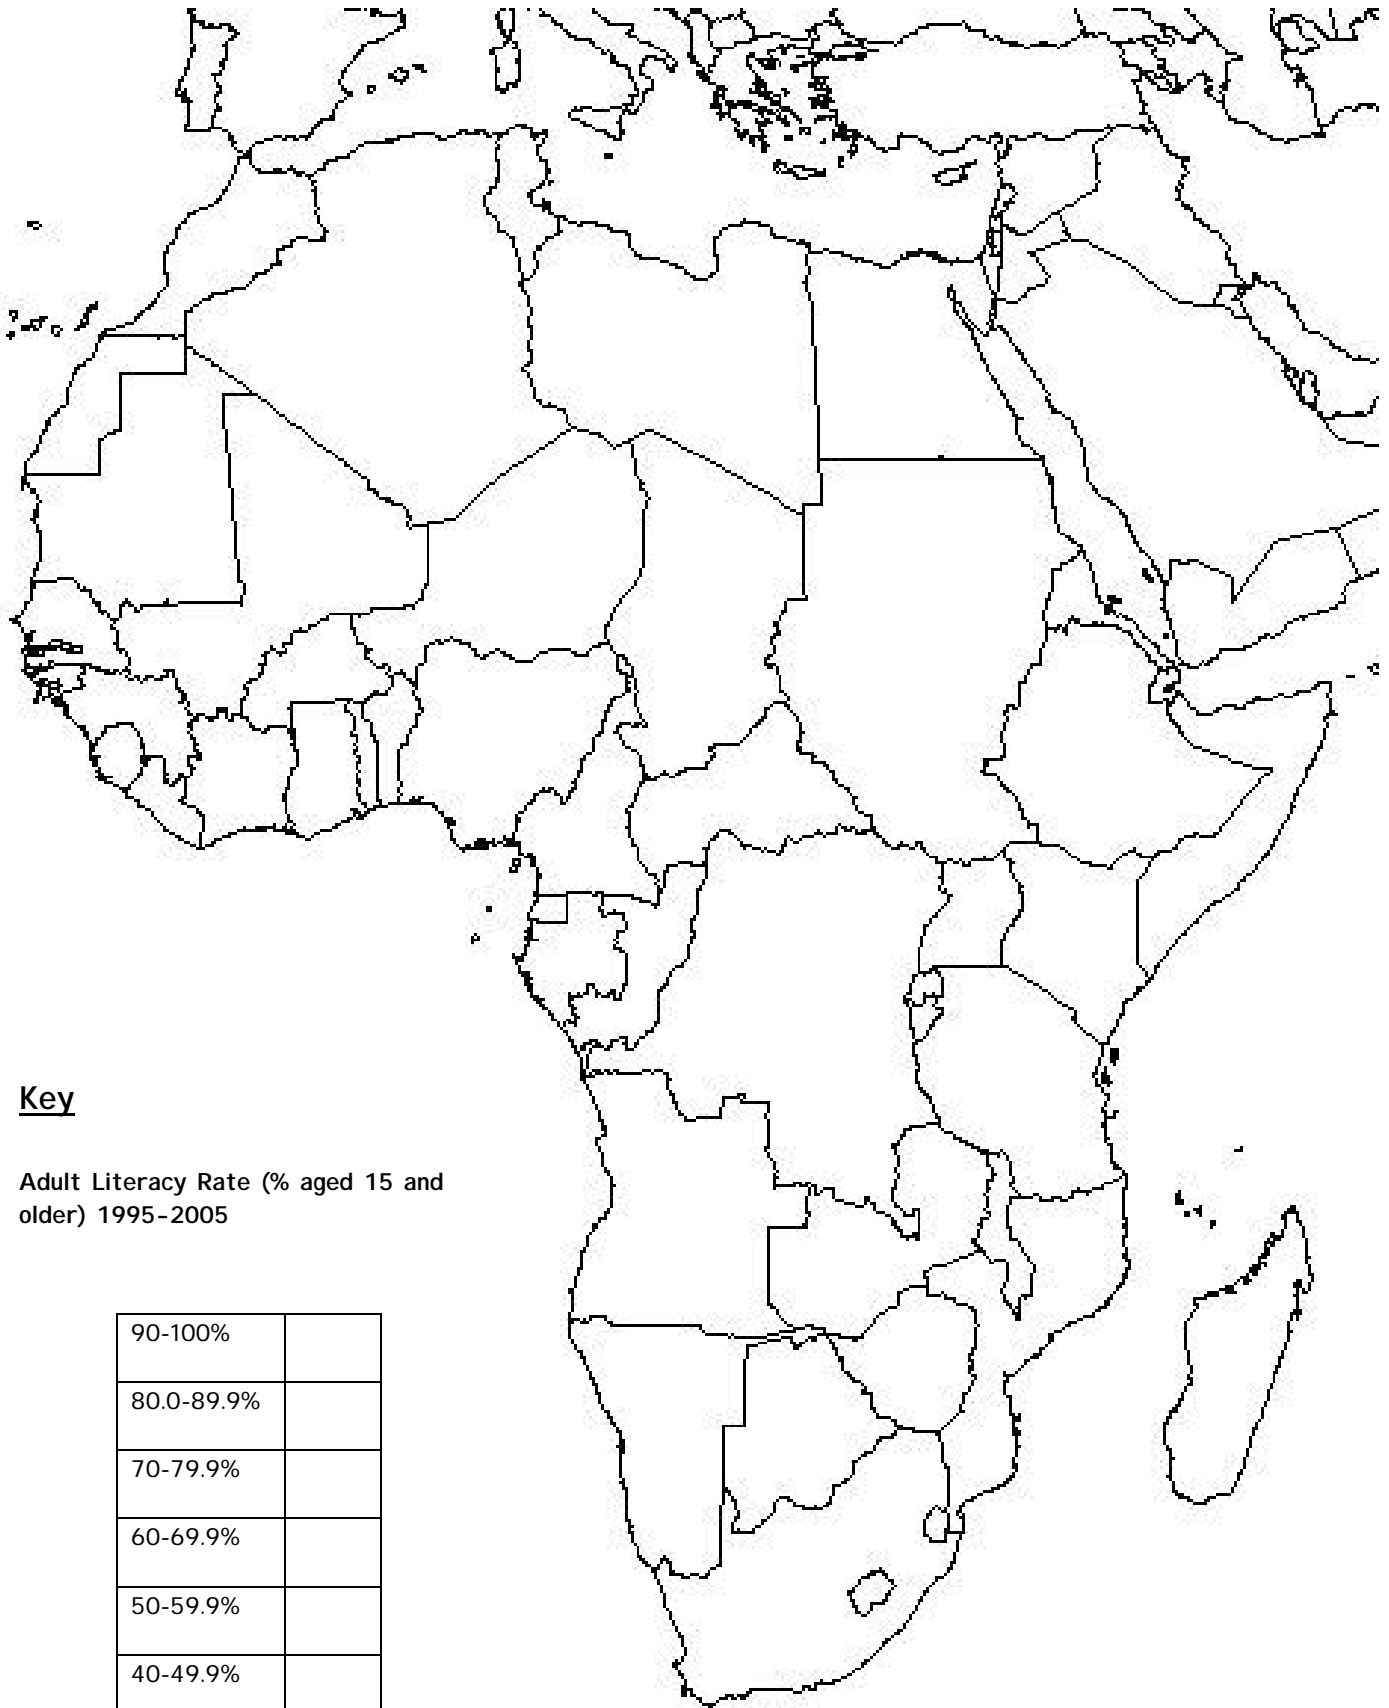 Key
Adult Literacy Rate (% aged 15 and
older) 1995-2005
90-100%
80.0-89.9%
70-79.9%
60-69.9%
50-59.9%
40-49.9%